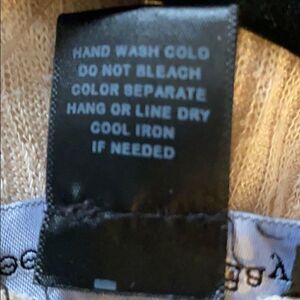 HAND WASH COLD
DO NOT BLEACH
COLOR SEPARATE
HANG OR LINE DRY
COOL IRON
IF NEEDED